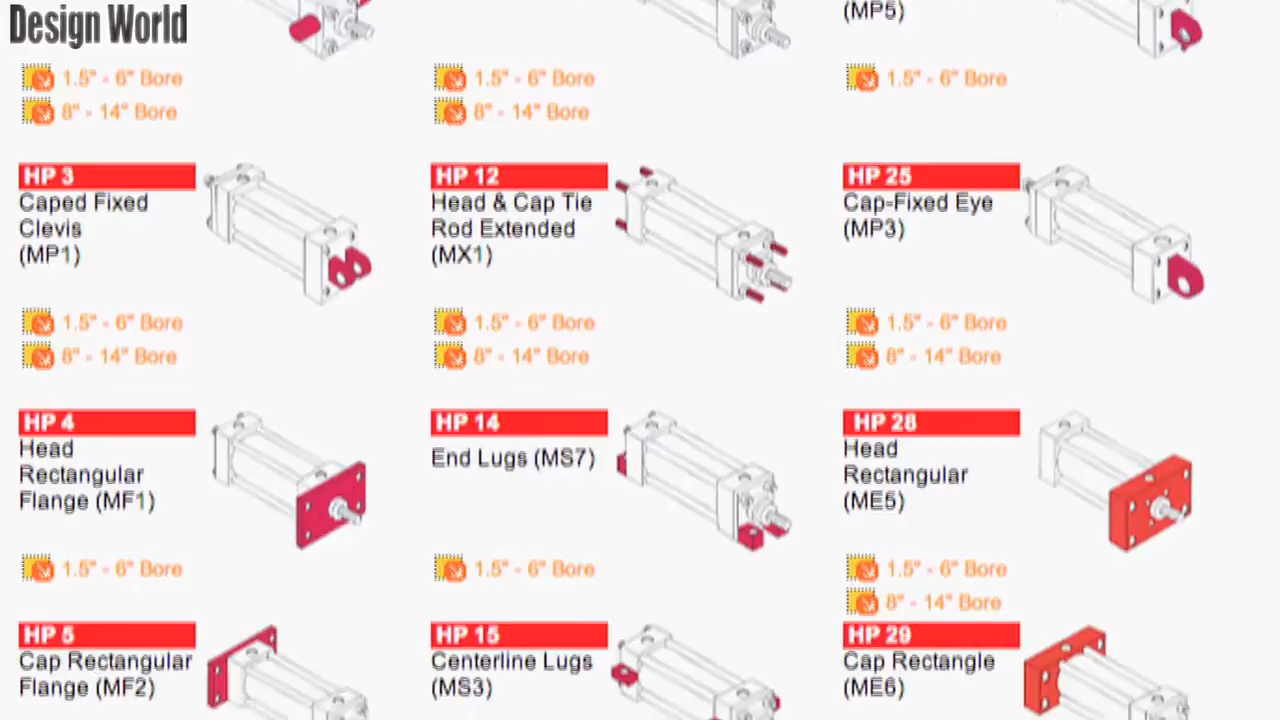 Design World
1.5" - 6" Bore
8" - 14" Bore
1.5" - 6" Bore
8" - 14" Bore
(MP5)
1.5" - 6" Bore
HP 3
Caped Fixed
Clevis
(MP1)
1.5" - 6" Bore
8" - 14" Bore
HP 12
Head & Cap Tie
Rod Extended
(MX1)
1.5" - 6" Bore
8" - 14" Bore
HP 25
Cap-Fixed Eye
(MP3)
1.5" - 6" Bore
8" - 14" Bore
HP 4
Head
Rectangular
Flange (MF1)
1.5" - 6" Bore
HP 14
End Lugs (MS7)
1.5" - 6" Bore
HP 28
Head
Rectangular
(ME5)
1.5" - 6" Bore
8" - 14" Bore
HP 5
Cap Rectangular
Flange (MF2)
HP 15
Centerline Lugs
(MS3)
HP 29
Cap Rectangle
(ME6)